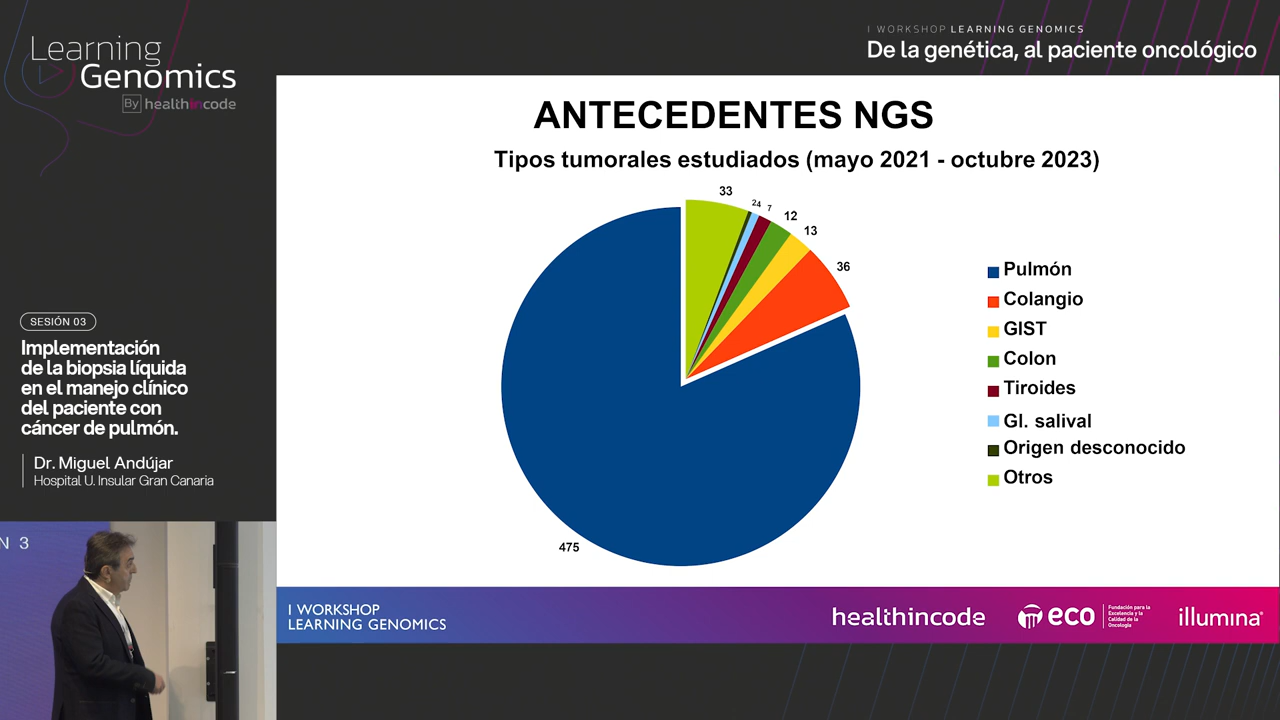 Learning
Genomics
By healthincode
I WORKSHOP LEARNING GENOMICS
De la genética, al paciente oncológico
SESIÓN 03
Implementación
de la biopsia líquida
en el manejo clínico
del paciente con
cáncer de pulmón.
Dr. Miguel Andújar
Hospital U. Insular Gran Canaria
N 3
ANTECEDENTES NGS
Tipos tumorales estudiados (mayo 2021 - octubre 2023)
33
2
4
7
12
13
36
475
Pulmón
Colangio
GIST
Colon
Tiroides
Gl. salival
Origen desconocido
Otros
I WORKSHOP
LEARNING GENOMICS
healthincode
eco
Fundación para la
Excelencia y la
Calidad de la
Oncología
illumina®